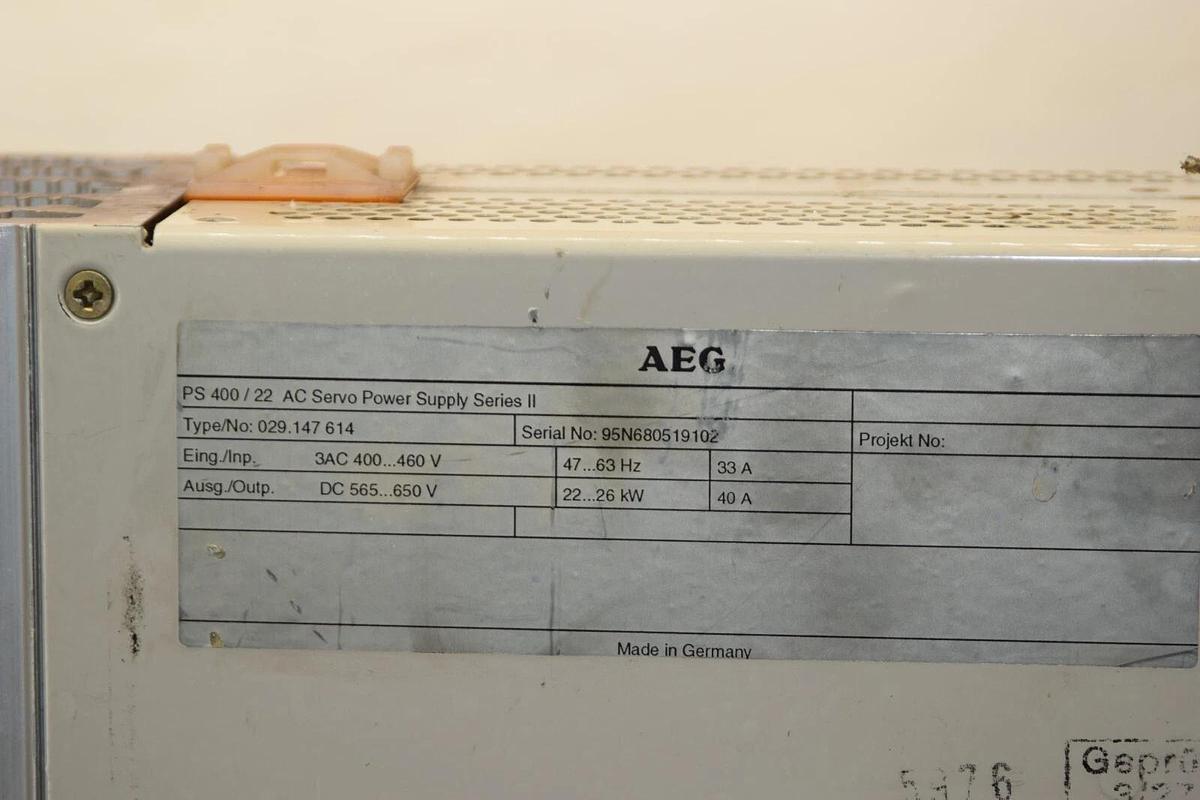 AEG
PS 400 / 22 AC Servo Power Supply Series II
Type/No: 029.147 614 Serial No: 95N680519102 Projekt No:
Eing./Inp. 3AC 400...460 V 47...63 Hz 33 A
Ausg./Outp. DC 565...650 V 22...26 kW 40 A
Made in Germany